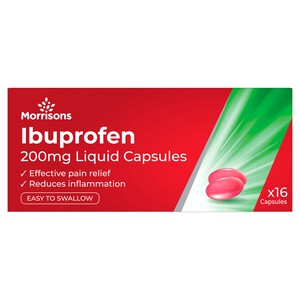 Morrisons
Ibuprofen
200mg Liquid Capsules
✓ Effective pain relief
✓ Reduces inflammation
EASY TO SWALLOW
x16
Capsules